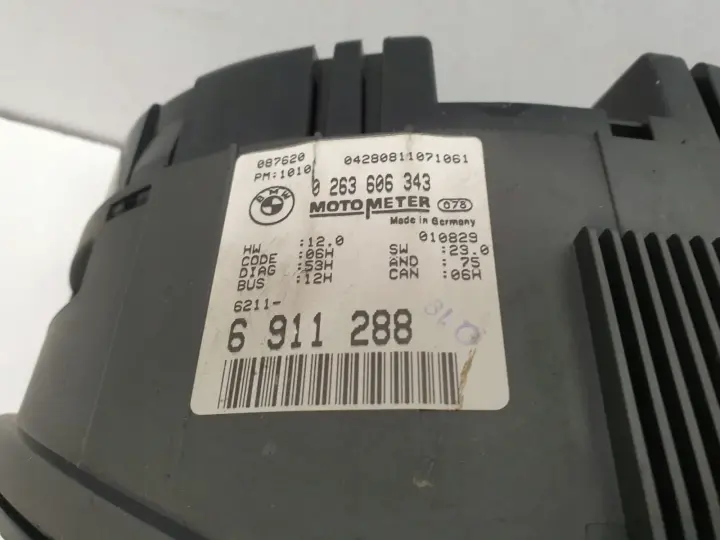 087620 04280811071061
PM:1010
BMW 0 263 606 343
MOTOMETER 078
Made in Germany
010829
HW :12.0 SW :23.0
CODE :06H AND :75
DIAG :53H CAN :06H
BUS :12H
6211-
6 911 288